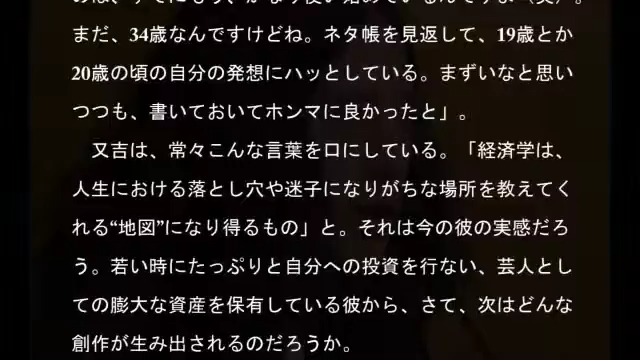 まだ、34歳なんですけどね。ネタ帳を見返して、19歳とか
20歳の頃の自分の発想にハッとしている。まずいなと思い
つつも、書いておいてホンマに良かったと」。
　又吉は、常々こんな言葉を口にしている。「経済学は、
人生における落とし穴や迷子になりがちな場所を教えてく
れる“地図”になり得るもの」と。それは今の彼の実感だろ
う。若い時にたっぷりと自分への投資を行ない、芸人とし
ての膨大な資産を保有している彼から、さて、次はどんな
創作が生み出されるのだろうか。